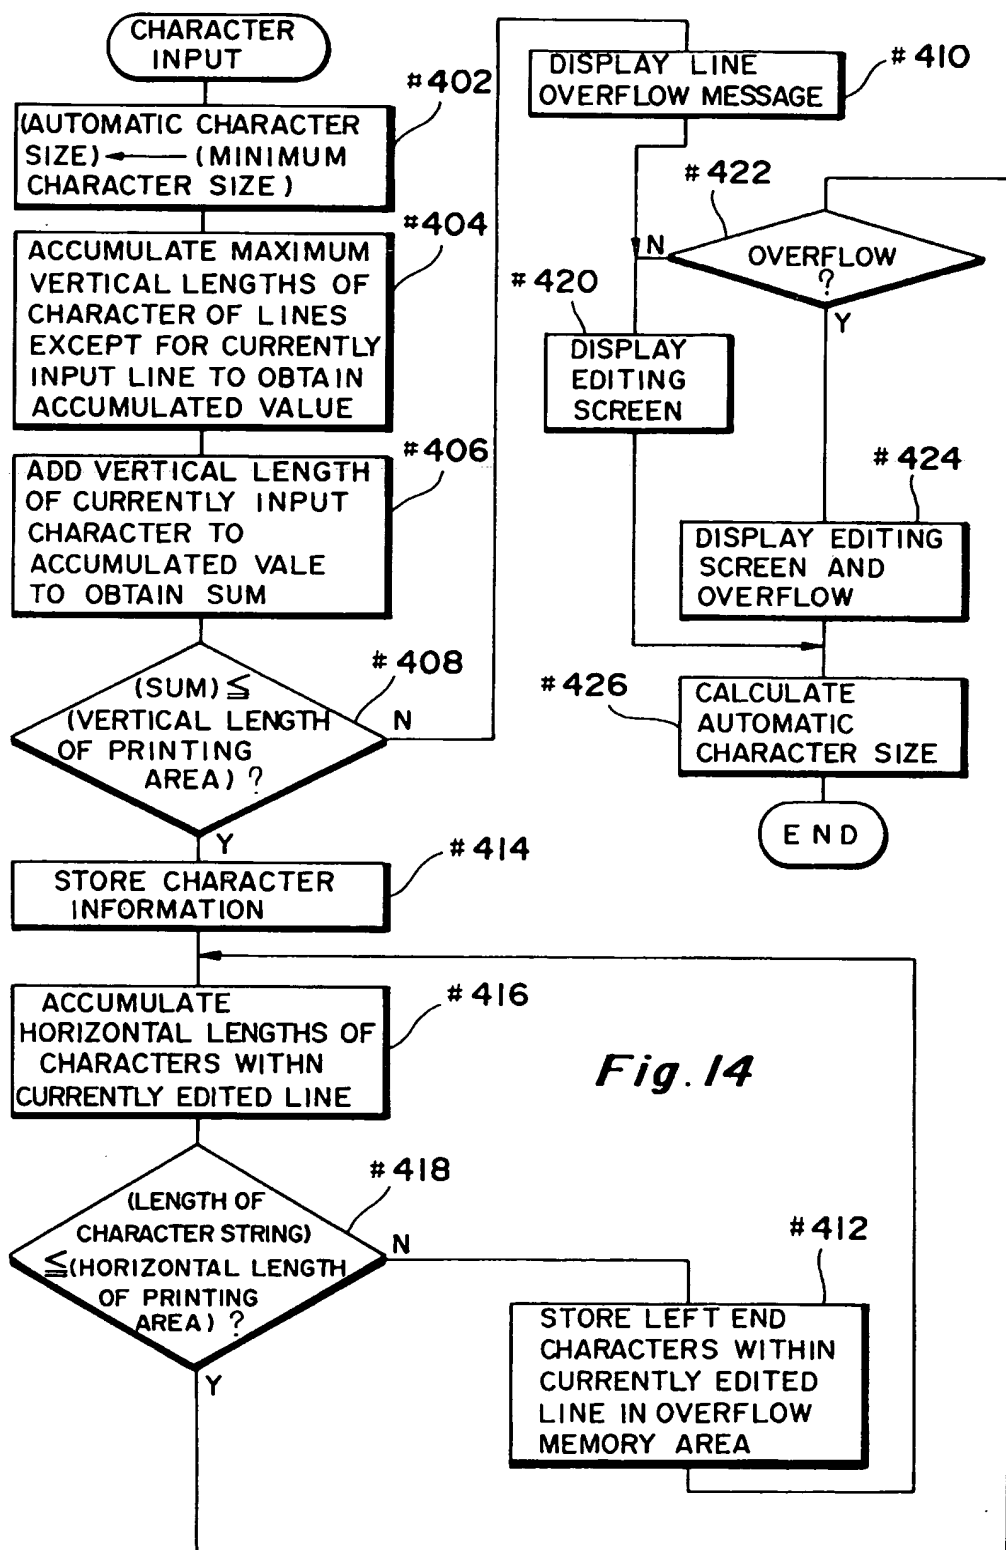 CHARACTER
INPUT
#402
(AUTOMATIC CHARACTER
SIZE) ← (MINIMUM
CHARACTER SIZE)
#404
ACCUMULATE MAXIMUM
VERTICAL LENGTHS OF
CHARACTER OF LINES
EXCEPT FOR CURRENTLY
INPUT LINE TO OBTAIN
ACCUMULATED VALUE
#406
ADD VERTICAL LENGTH
OF CURRENTLY INPUT
CHARACTER TO
ACCUMULATED VALE
TO OBTAIN SUM
#408
(SUM) ≦
(VERTICAL LENGTH
OF PRINTING
AREA) ?
N
Y
#414
STORE CHARACTER
INFORMATION
#416
ACCUMULATE
HORIZONTAL LENGTHS OF
CHARACTERS WITHN
CURRENTLY EDITED LINE
#418
(LENGTH OF
CHARACTER STRING)
≦(HORIZONTAL LENGTH
OF PRINTING
AREA) ?
N
Y
#412
STORE LEFT END
CHARACTERS WITHIN
CURRENTLY EDITED
LINE IN OVERFLOW
MEMORY AREA
#410
DISPLAY LINE
OVERFLOW MESSAGE
#422
OVERFLOW
?
N
Y
#420
DISPLAY
EDITING
SCREEN
#424
DISPLAY EDITING
SCREEN AND
OVERFLOW
#426
CALCULATE
AUTOMATIC
CHARACTER SIZE
END
Fig. 14